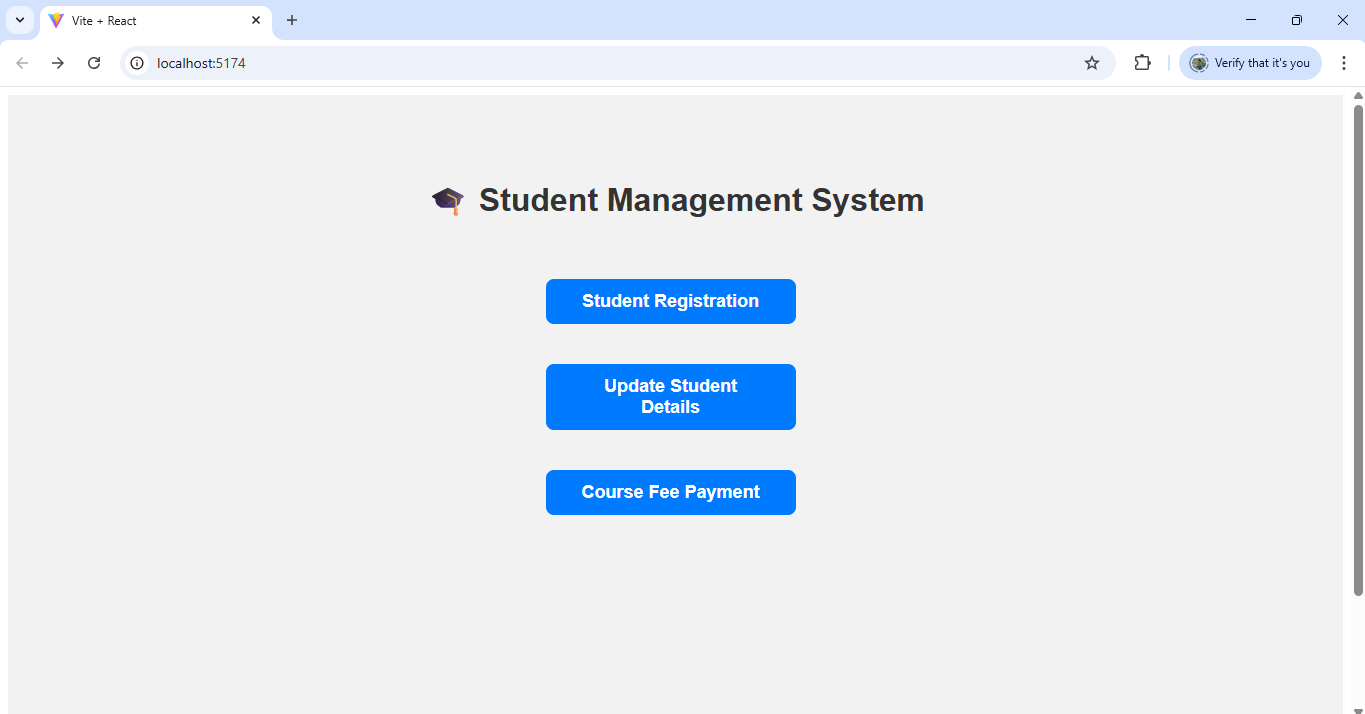 Vite + React
localhost:5174
Verify that it's you
Student Management System
Student Registration
Update Student
Details
Course Fee Payment